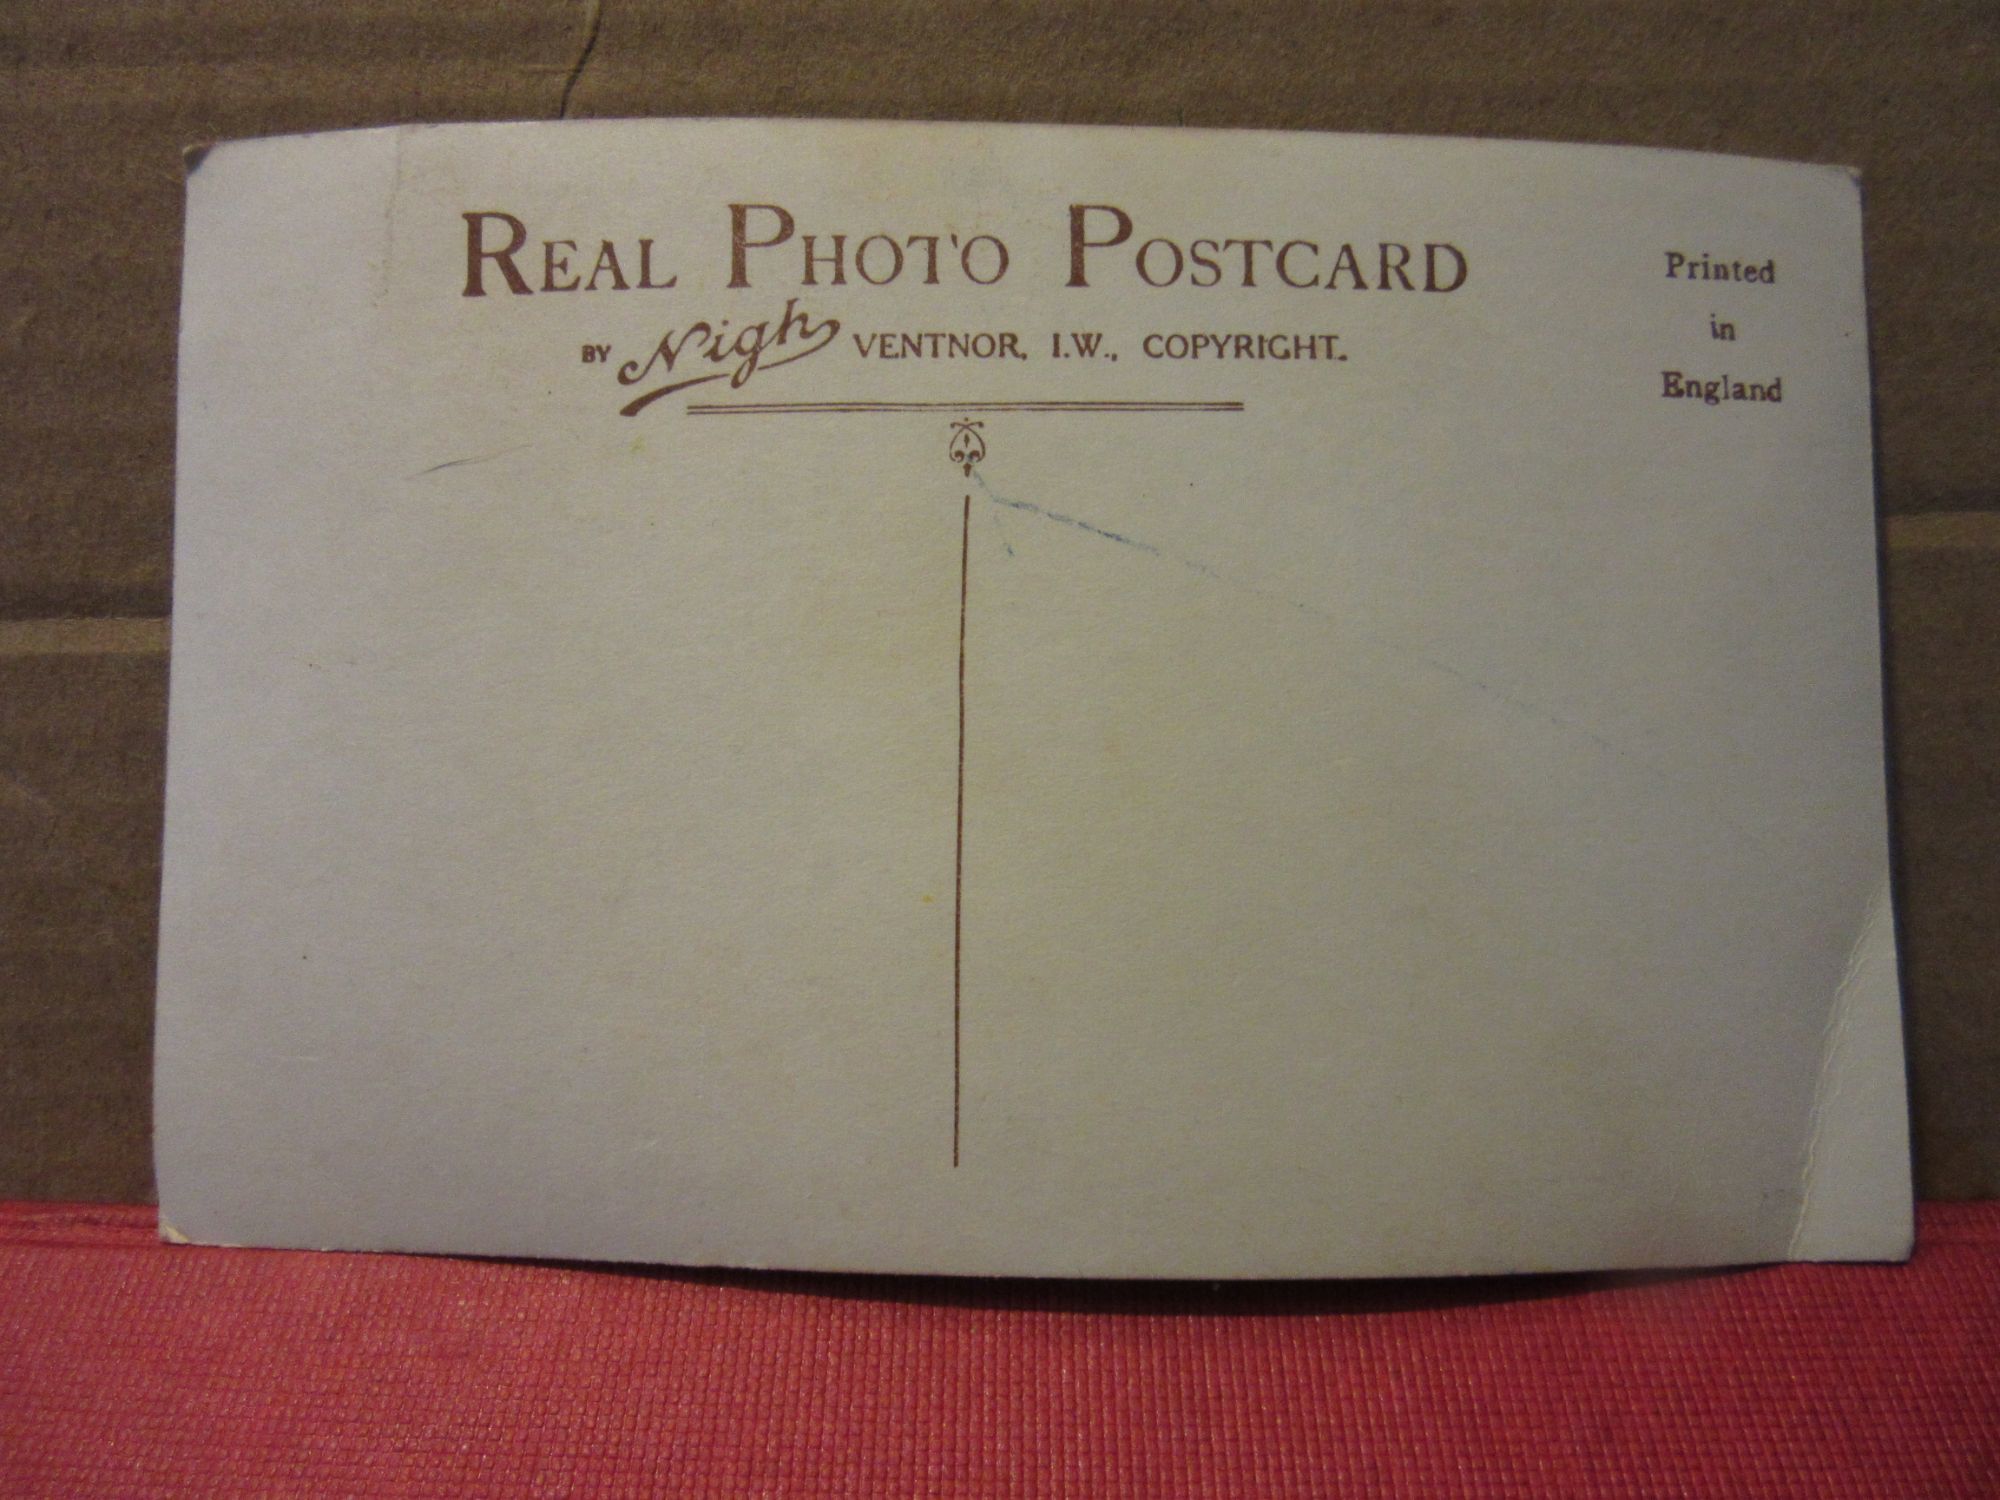 REAL PHOTO POSTCARD
BY Nigh VENTNOR, I.W., COPYRIGHT.
Printed
in
England